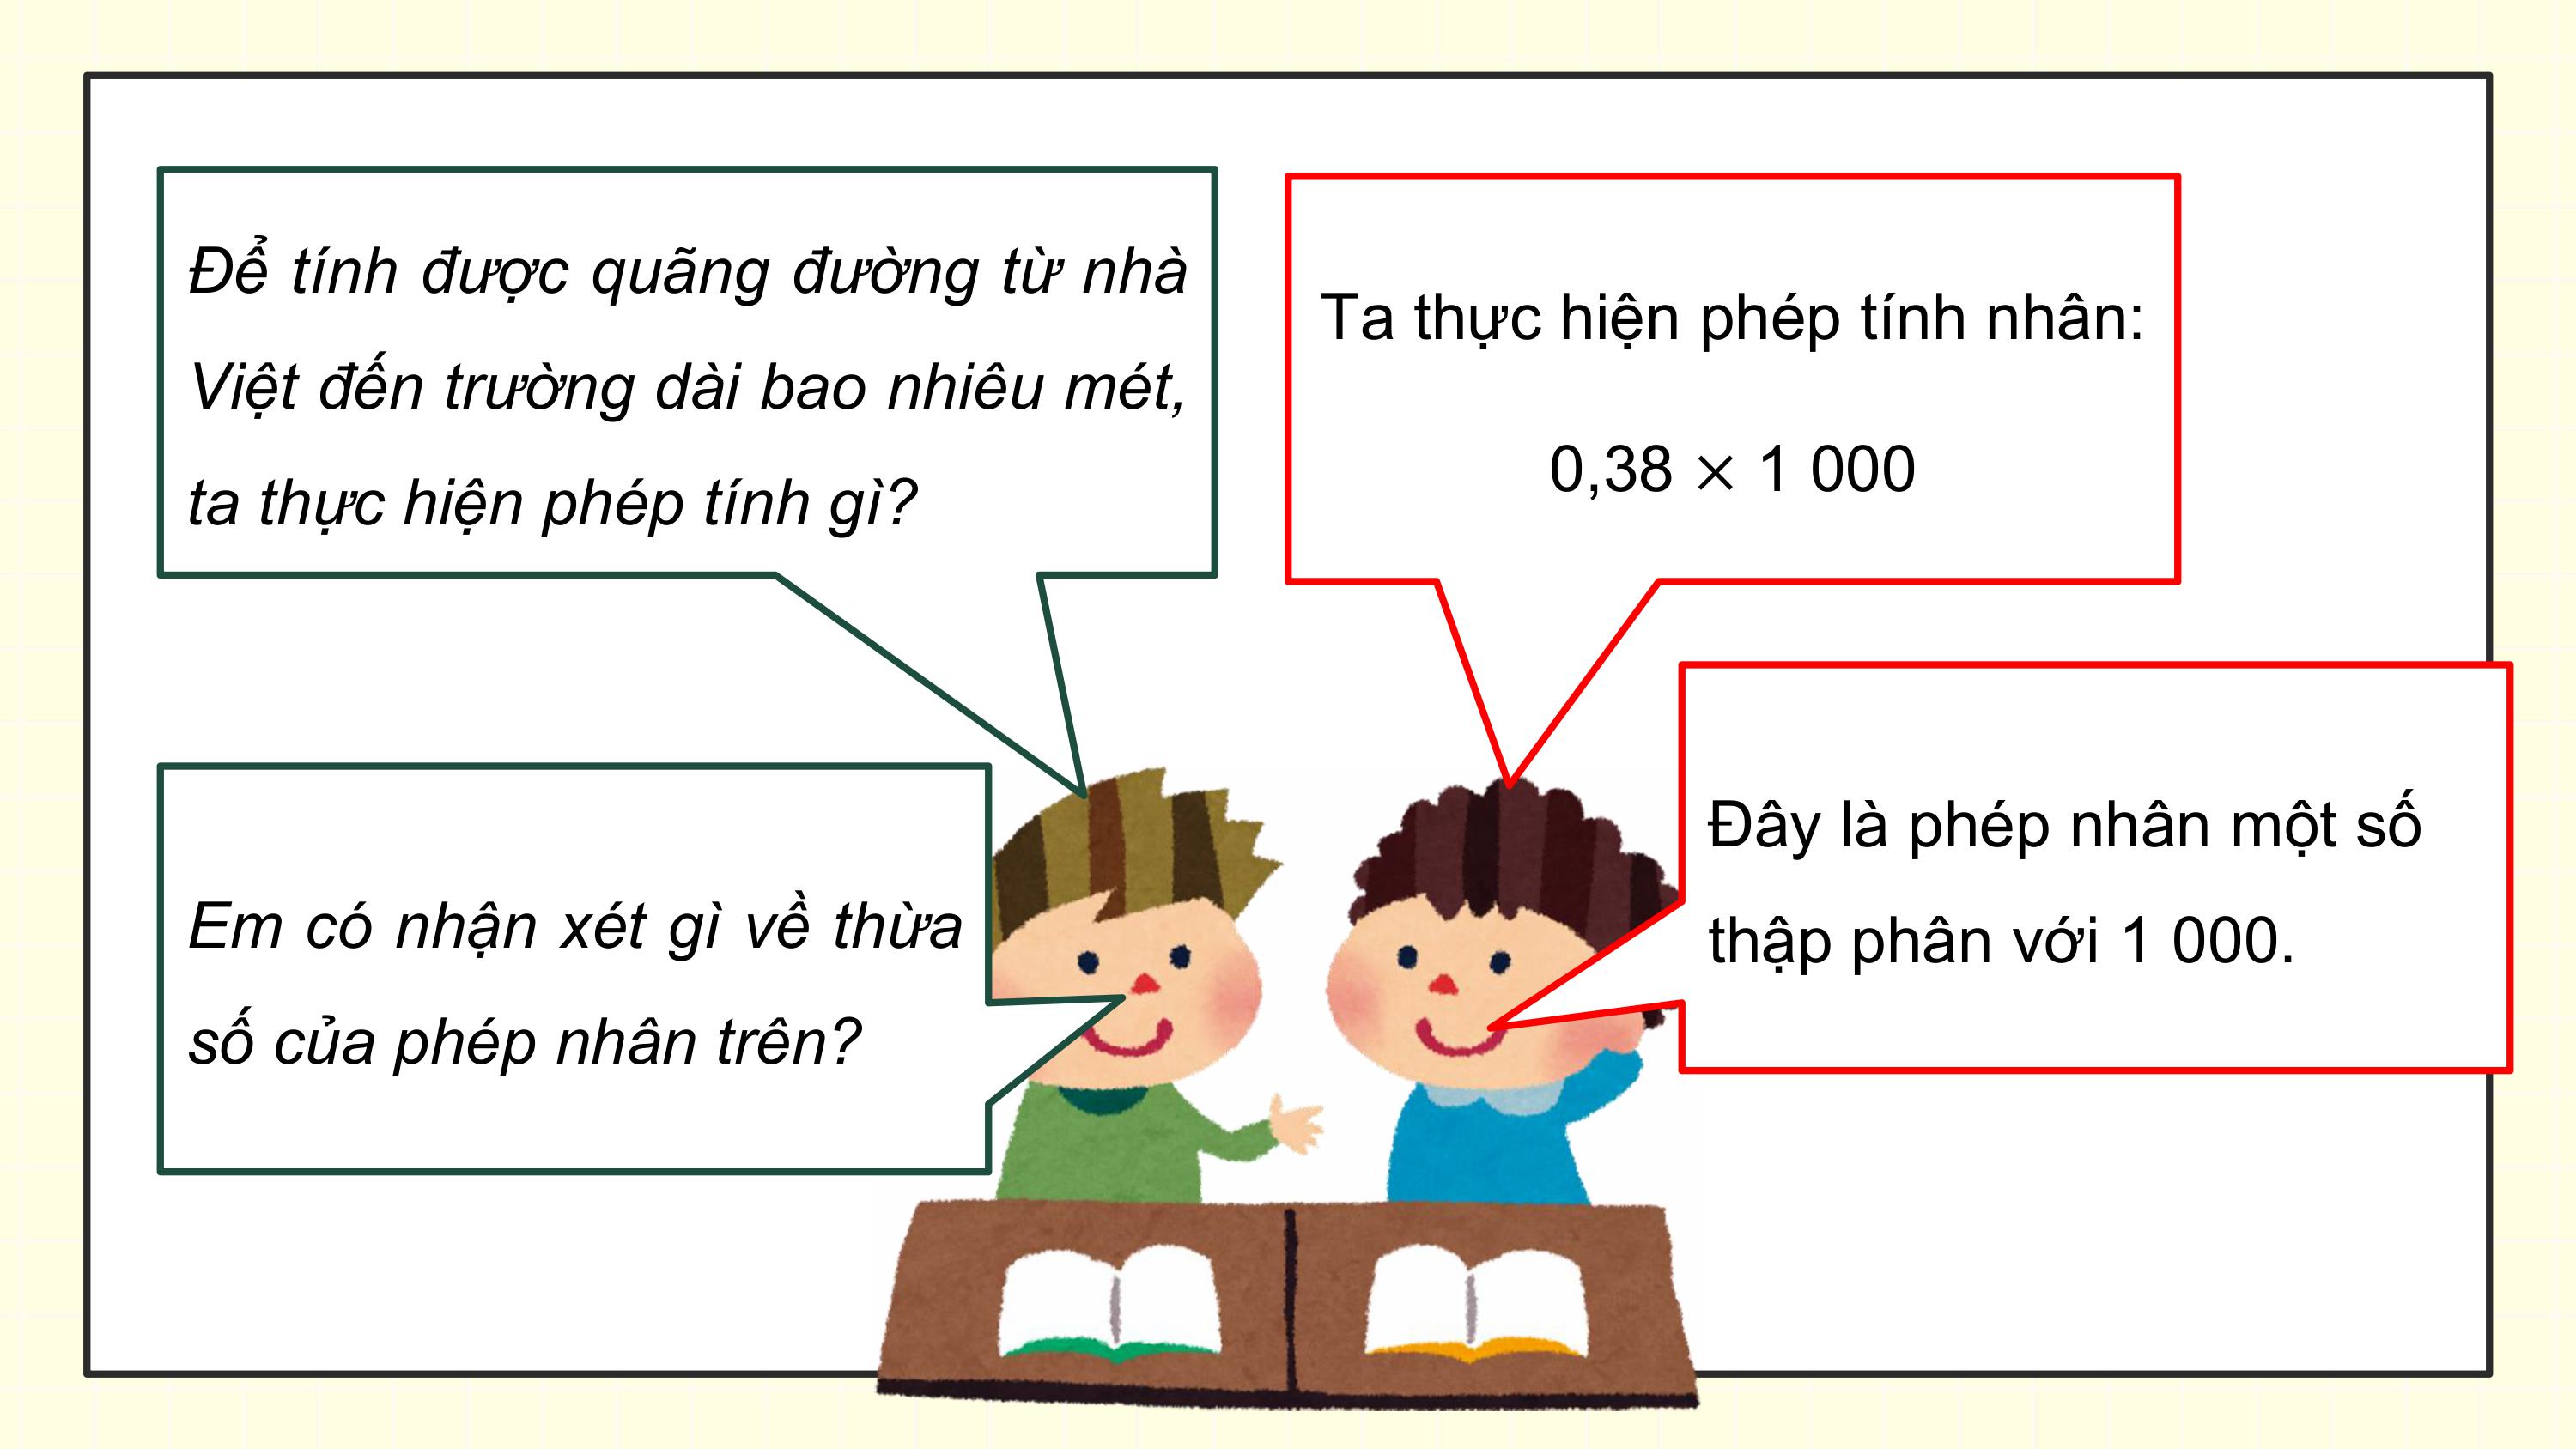 Để tính được quãng đường từ nhà
Việt đến trường dài bao nhiêu mét,
ta thực hiện phép tính gì?
Ta thực hiện phép tính nhân:
0,38 × 1 000
Em có nhận xét gì về thừa
số của phép nhân trên?
Đây là phép nhân một số
thập phân với 1 000.